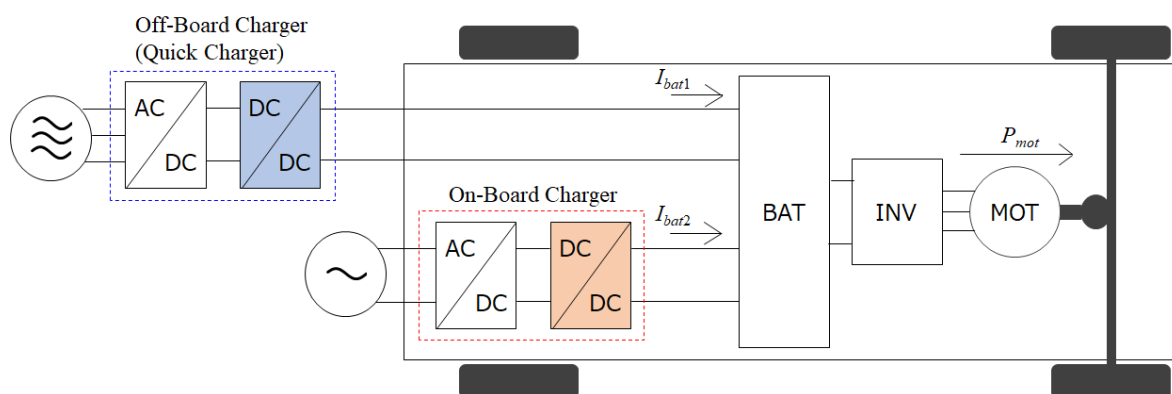 Off-Board Charger
(Quick Charger)
AC
DC
DC
DC
I_bat1
P_mot
On-Board Charger
I_bat2
AC
DC
DC
DC
BAT
INV
MOT